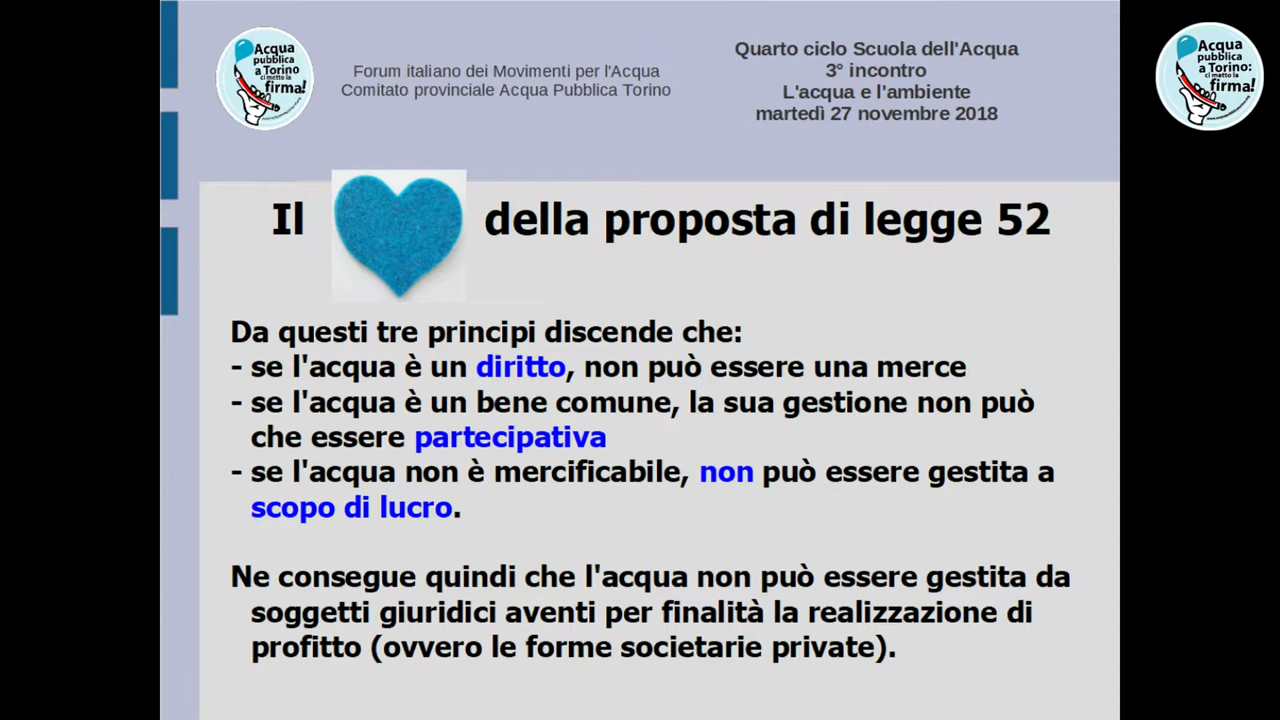 Acqua
pubblica
a Torino
ci metto la
firma!
Forum italiano dei Movimenti per l'Acqua
Comitato provinciale Acqua Pubblica Torino
Quarto ciclo Scuola dell'Acqua
3° incontro
L'acqua e l'ambiente
martedì 27 novembre 2018
Acqua
pubblica
a Torino:
ci metto la
firma!
Il della proposta di legge 52
Da questi tre principi discende che:
- se l'acqua è un diritto, non può essere una merce
- se l'acqua è un bene comune, la sua gestione non può
che essere partecipativa
- se l'acqua non è mercificabile, non può essere gestita a
scopo di lucro.
Ne consegue quindi che l'acqua non può essere gestita da
soggetti giuridici aventi per finalità la realizzazione di
profitto (ovvero le forme societarie private).